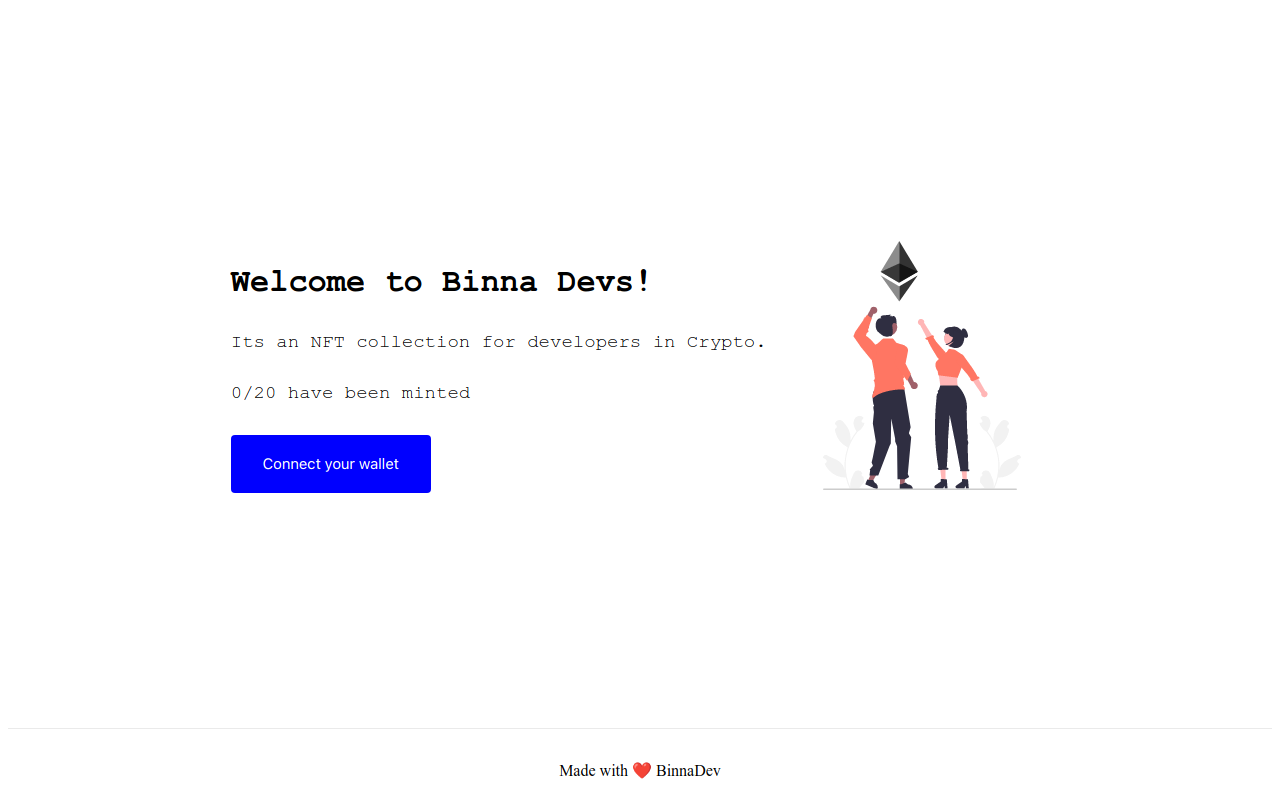 Welcome to Binna Devs!
Its an NFT collection for developers in Crypto.
0/20 have been minted
Connect your wallet
Made with ❤️ BinnaDev